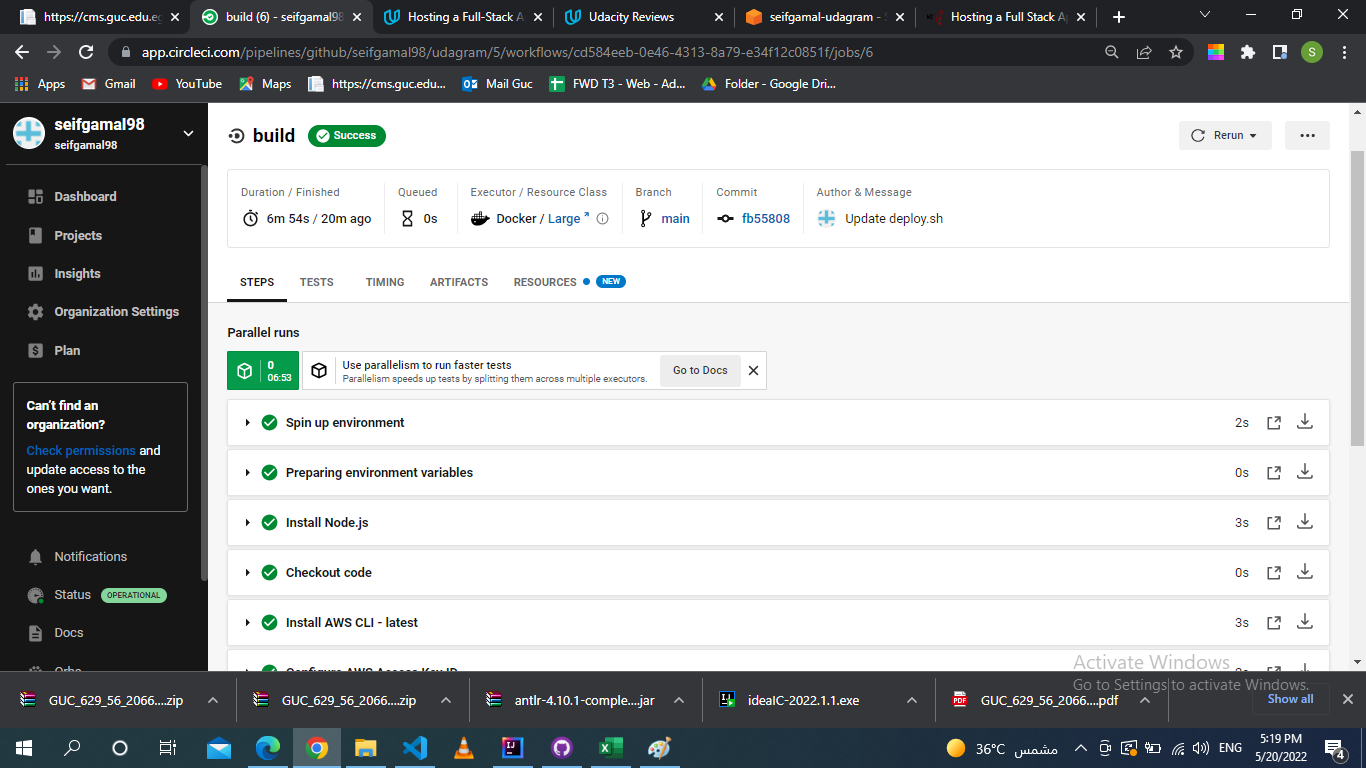 https://cms.guc.edu.eg
build (6) - seifgamal98
Hosting a Full-Stack A
Udacity Reviews
seifgamal-udagram - S
Hosting a Full Stack Ap
app.circleci.com/pipelines/github/seifgamal98/udagram/5/workflows/cd584eeb-0e46-4313-8a79-e34f12c0851f/jobs/6
S
Apps
Gmail
YouTube
Maps
https://cms.guc.edu...
Mail Guc
FWD T3 - Web - Ad...
Folder - Google Dri...
seifgamal98
seifgamal98
Dashboard
Projects
Insights
Organization Settings
Plan
Can't find an
organization?
Check permissions and
update access to the
ones you want.
Notifications
Status OPERATIONAL
Docs
Orbs
build Success
Rerun
Duration / Finished
6m 54s / 20m ago
Queued
0s
Executor / Resource Class
Docker / Large
Branch
main
Commit
fb55808
Author & Message
Update deploy.sh
STEPS TESTS TIMING ARTIFACTS RESOURCES NEW
Parallel runs
0
06:53
Use parallelism to run faster tests
Parallelism speeds up tests by splitting them across multiple executors.
Go to Docs
Spin up environment 2s
Preparing environment variables 0s
Install Node.js 3s
Checkout code 0s
Install AWS CLI - latest 3s
Configure AWS Access Key ID
Activate Windows
Go to Settings to activate Windows.
GUC_629_56_2066....zip
GUC_629_56_2066....zip
antlr-4.10.1-comple....jar
ideaIC-2022.1.1.exe
GUC_629_56_2066....pdf
Show all
36°C مشمس
ENG
5:19 PM
5/20/2022
4